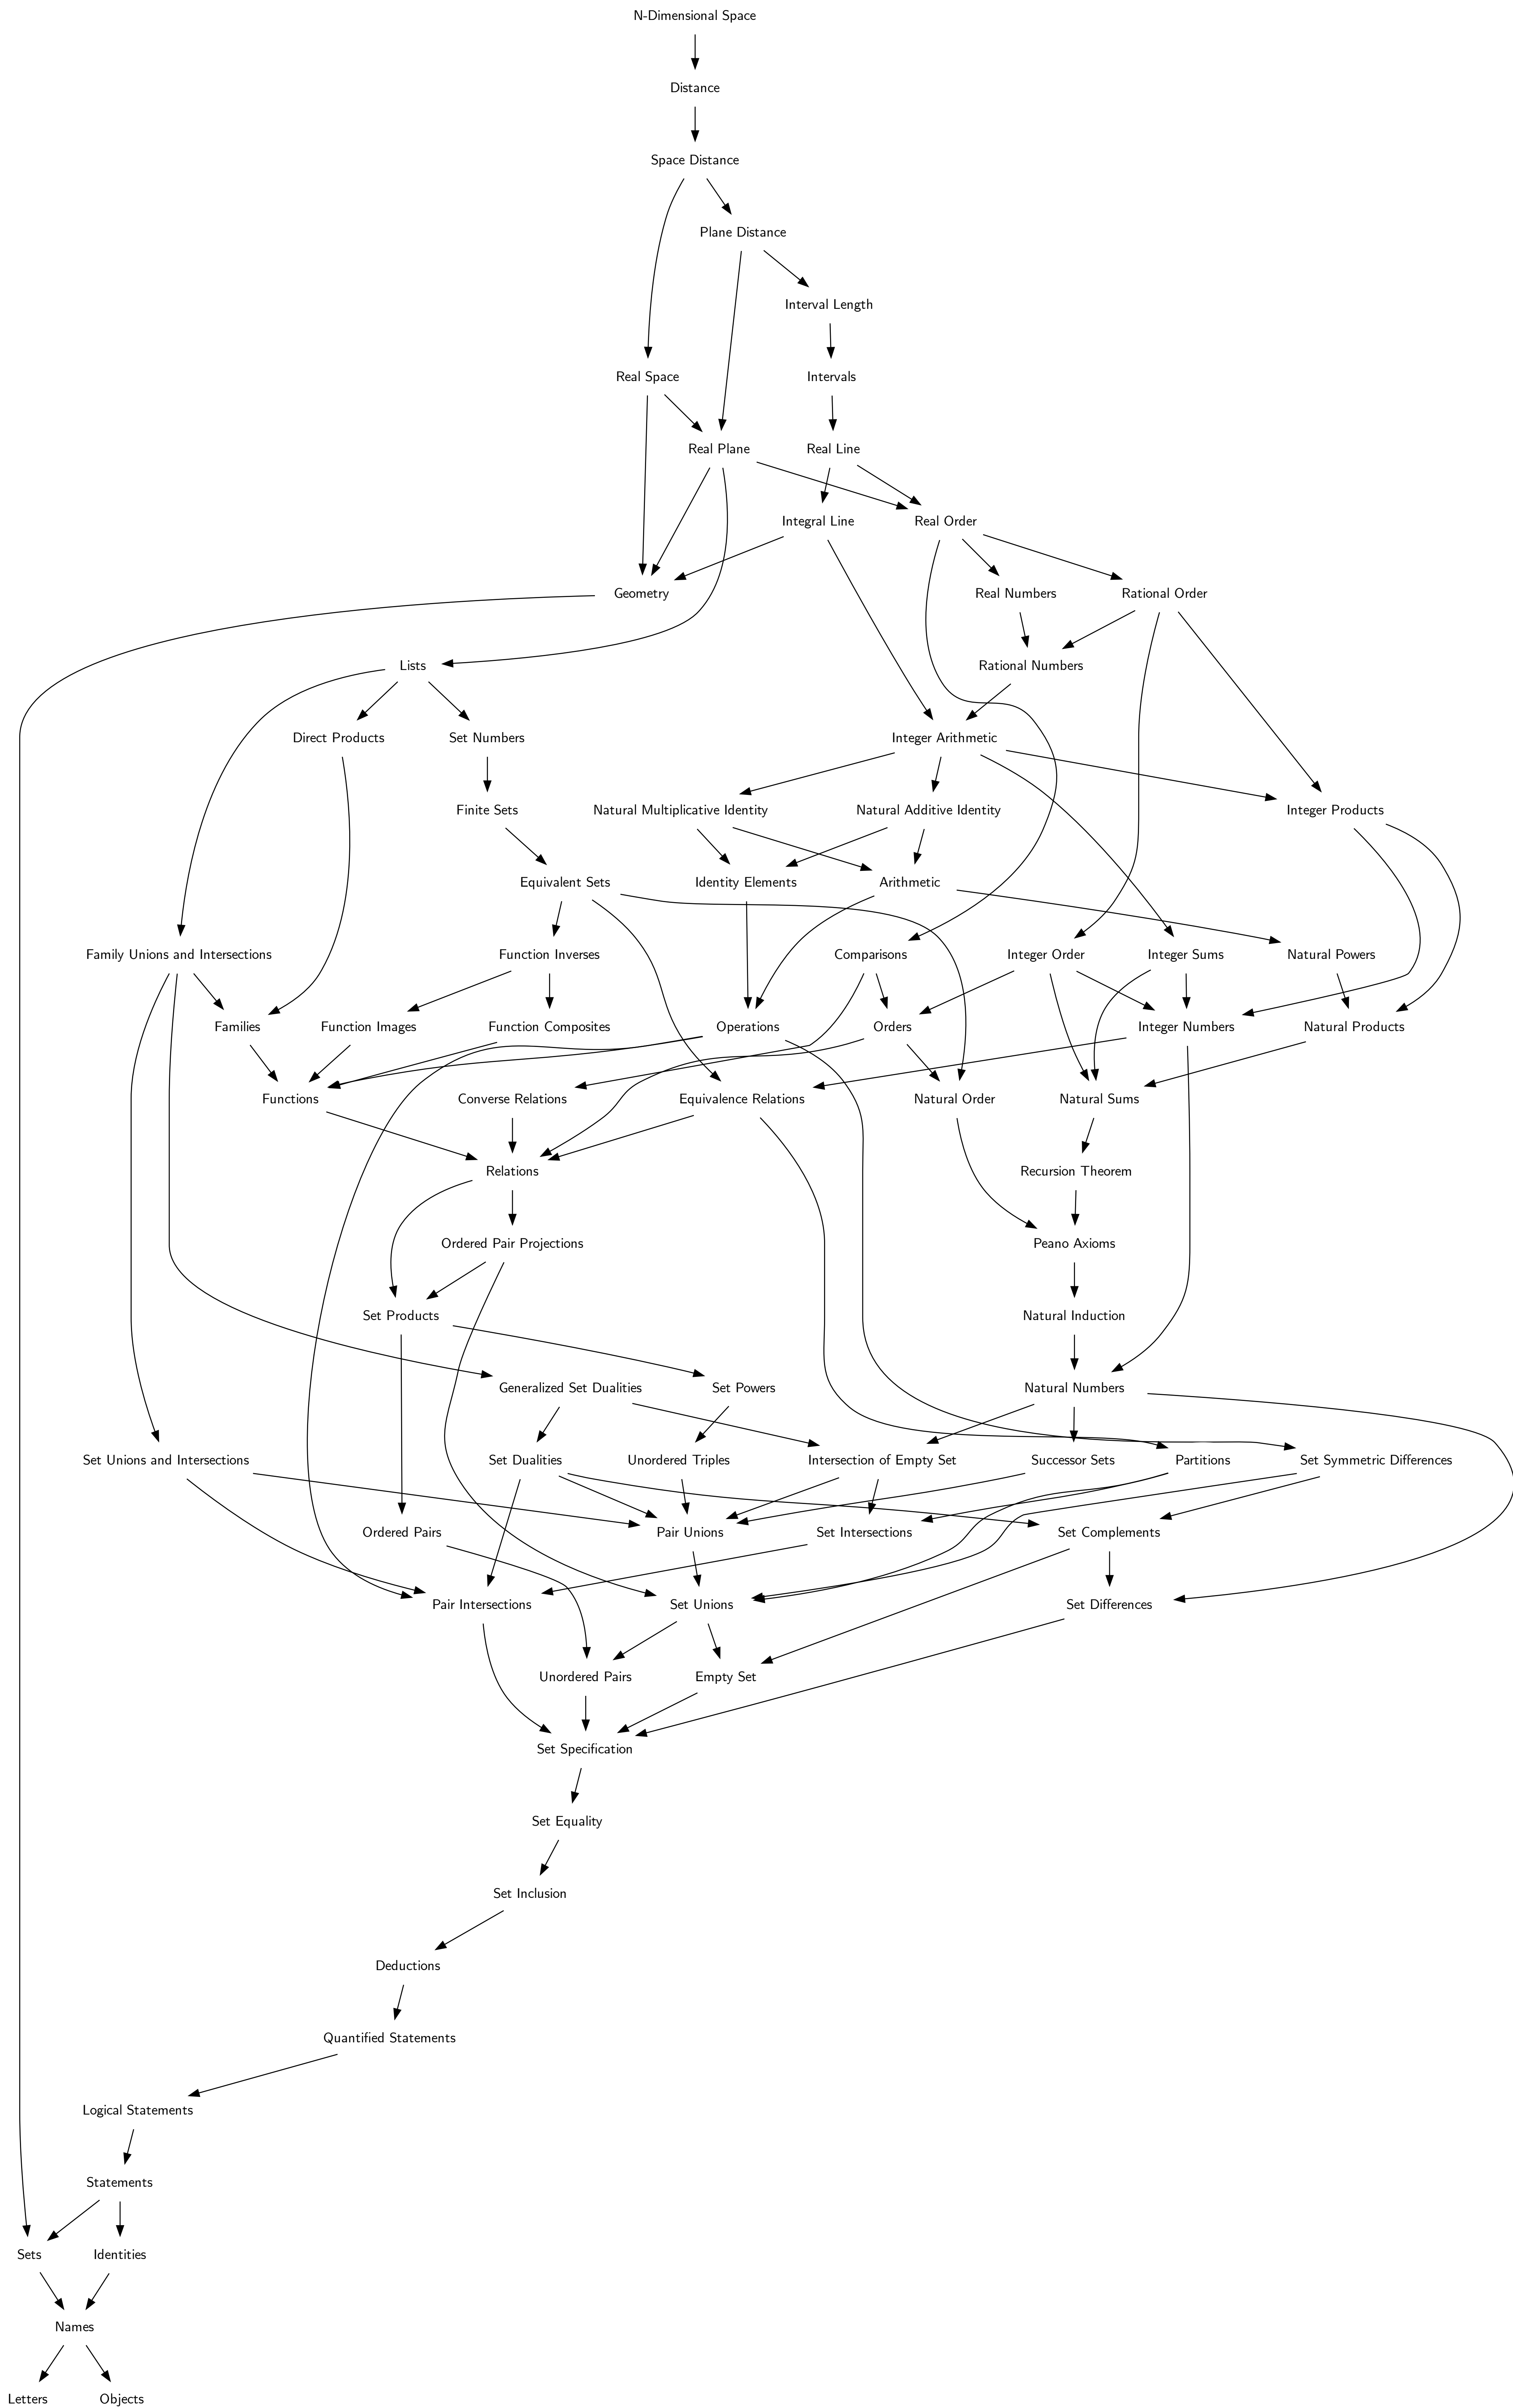 N-Dimensional Space
Distance
Space Distance
Plane Distance
Interval Length
Real Space
Intervals
Real Plane
Real Line
Integral Line
Real Order
Geometry
Real Numbers
Rational Order
Lists
Rational Numbers
Direct Products
Set Numbers
Integer Arithmetic
Finite Sets
Natural Multiplicative Identity
Natural Additive Identity
Integer Products
Equivalent Sets
Identity Elements
Arithmetic
Family Unions and Intersections
Function Inverses
Comparisons
Integer Order
Integer Sums
Natural Powers
Families
Function Images
Function Composites
Operations
Orders
Integer Numbers
Natural Products
Functions
Converse Relations
Equivalence Relations
Natural Order
Natural Sums
Relations
Recursion Theorem
Ordered Pair Projections
Peano Axioms
Set Products
Natural Induction
Generalized Set Dualities
Set Powers
Natural Numbers
Set Unions and Intersections
Set Dualities
Unordered Triples
Intersection of Empty Set
Successor Sets
Partitions
Set Symmetric Differences
Ordered Pairs
Pair Unions
Set Intersections
Set Complements
Pair Intersections
Set Unions
Set Differences
Unordered Pairs
Empty Set
Set Specification
Set Equality
Set Inclusion
Deductions
Quantified Statements
Logical Statements
Statements
Sets
Identities
Names
Letters
Objects